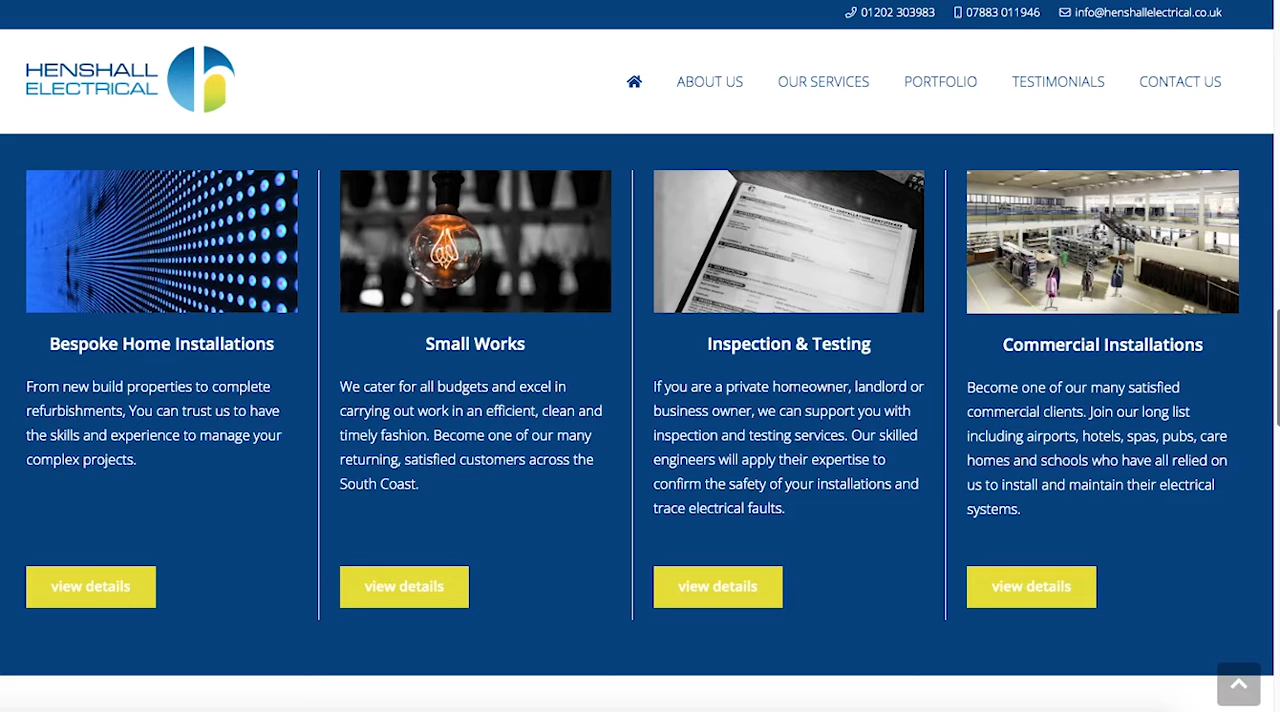 01202 303983 07883 011946 info@henshallelectrical.co.uk
HENSHALL
ELECTRICAL
ABOUT US OUR SERVICES PORTFOLIO TESTIMONIALS CONTACT US
Bespoke Home Installations
From new build properties to complete
refurbishments, You can trust us to have
the skills and experience to manage your
complex projects.
view details
Small Works
We cater for all budgets and excel in
carrying out work in an efficient, clean and
timely fashion. Become one of our many
returning, satisfied customers across the
South Coast.
view details
Inspection & Testing
If you are a private homeowner, landlord or
business owner, we can support you with
inspection and testing services. Our skilled
engineers will apply their expertise to
confirm the safety of your installations and
trace electrical faults.
view details
Commercial Installations
Become one of our many satisfied
commercial clients. Join our long list
including airports, hotels, spas, pubs, care
homes and schools who have all relied on
us to install and maintain their electrical
systems.
view details